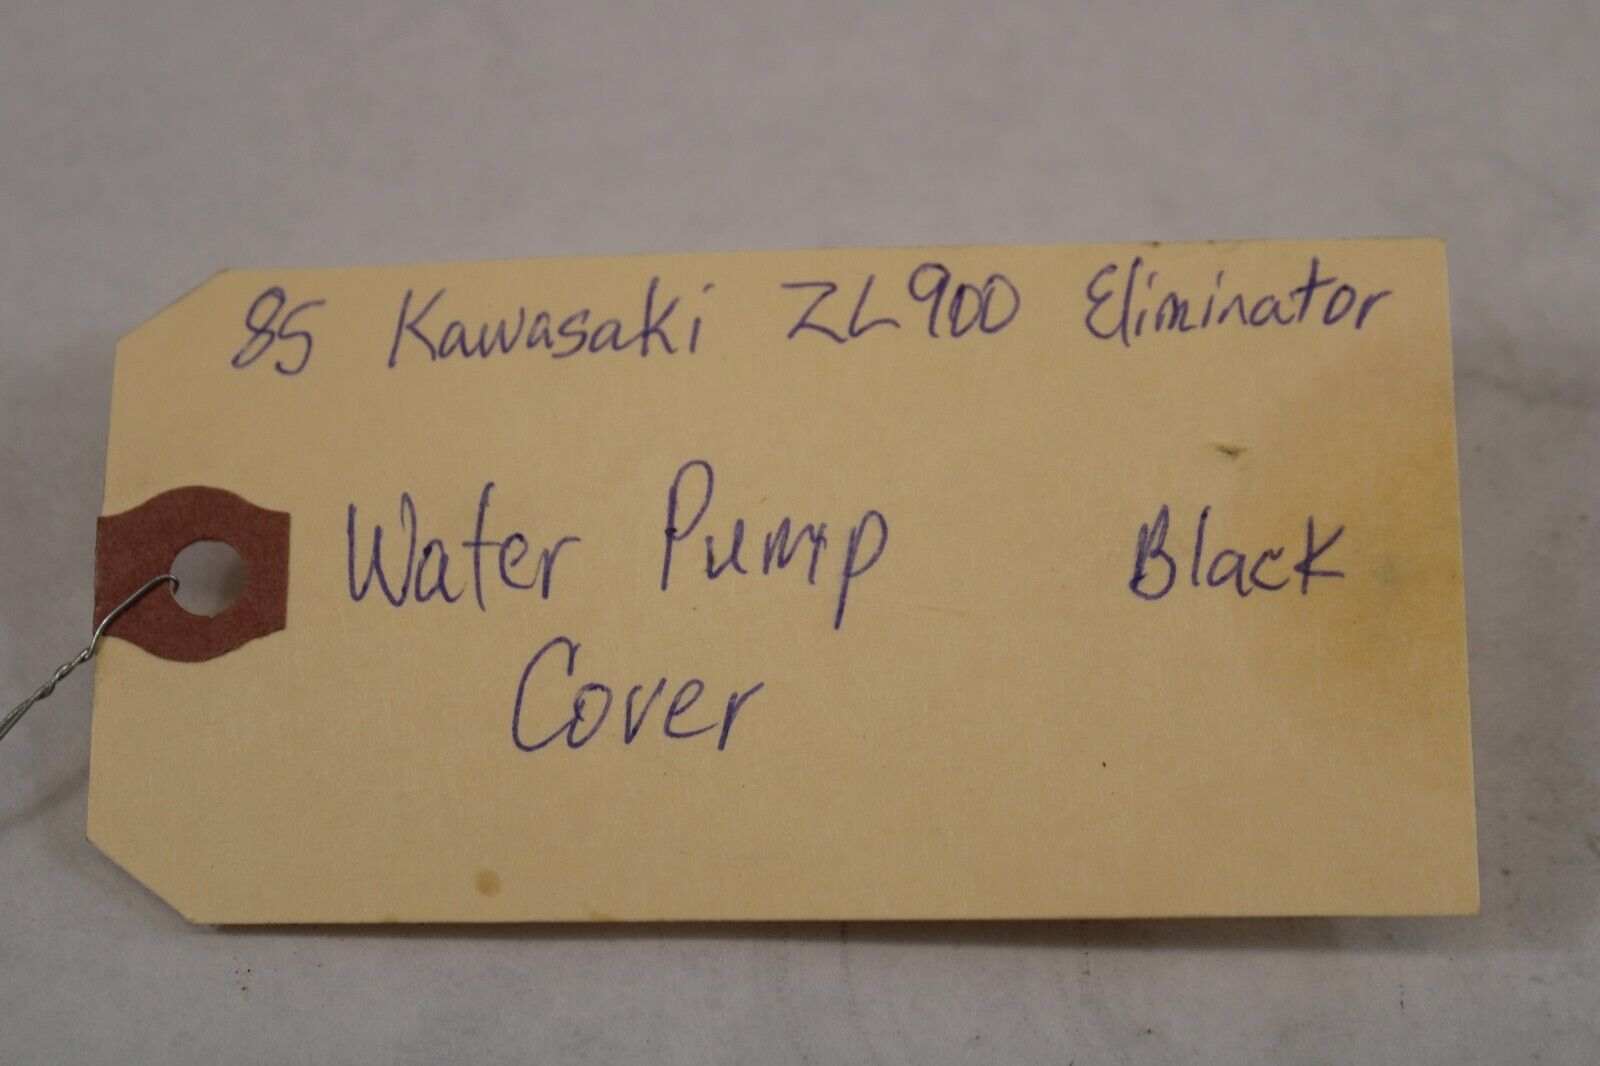 85 Kawasaki ZL900 Eliminator
Water Pump Black
Cover